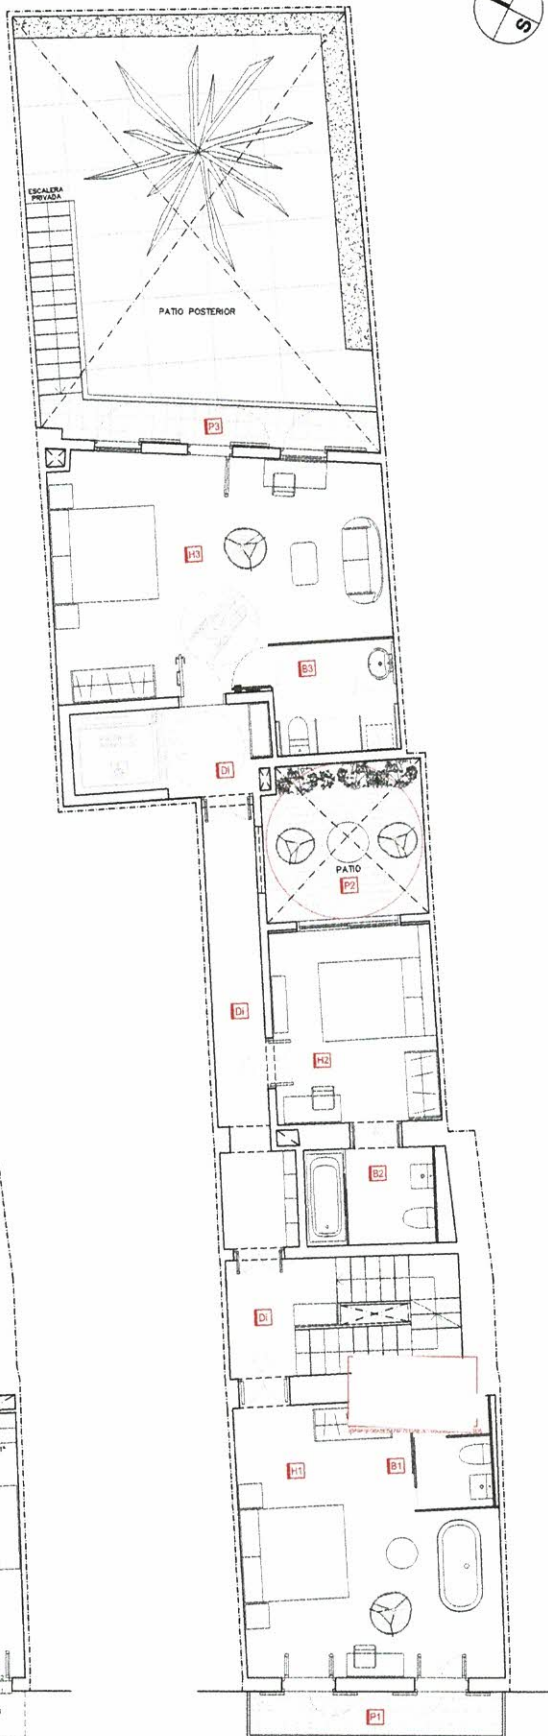 S
ESCALERA
PRIVADA
PATIO POSTERIOR
P3
H3
B3
Di
PATIO
P2
Di
H2
B2
Di
H1
B1
P1